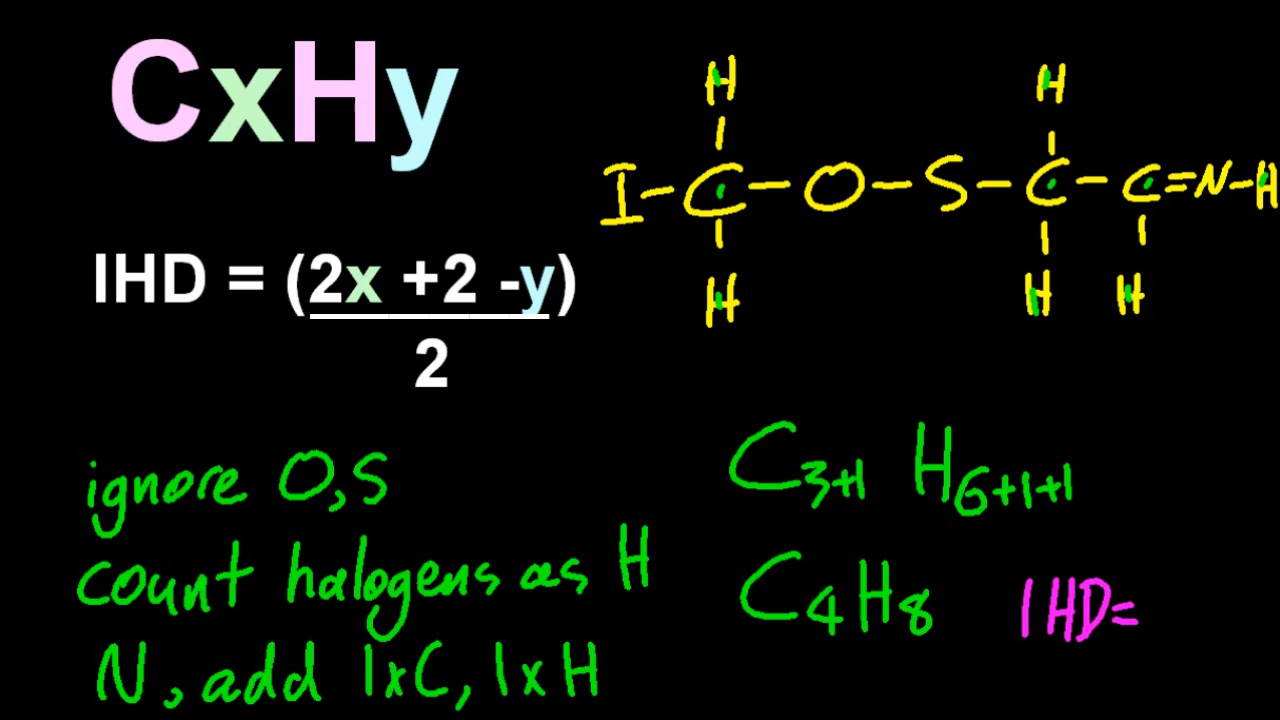 CxHy
IHD = (2x +2 -y)
2
H H
I-C-O-S-C-C=N-H
H H H
ignore O,S
count halogens as H
N, add 1xC, 1xH
C3+1 H6+1+1
C4H8 IHD=